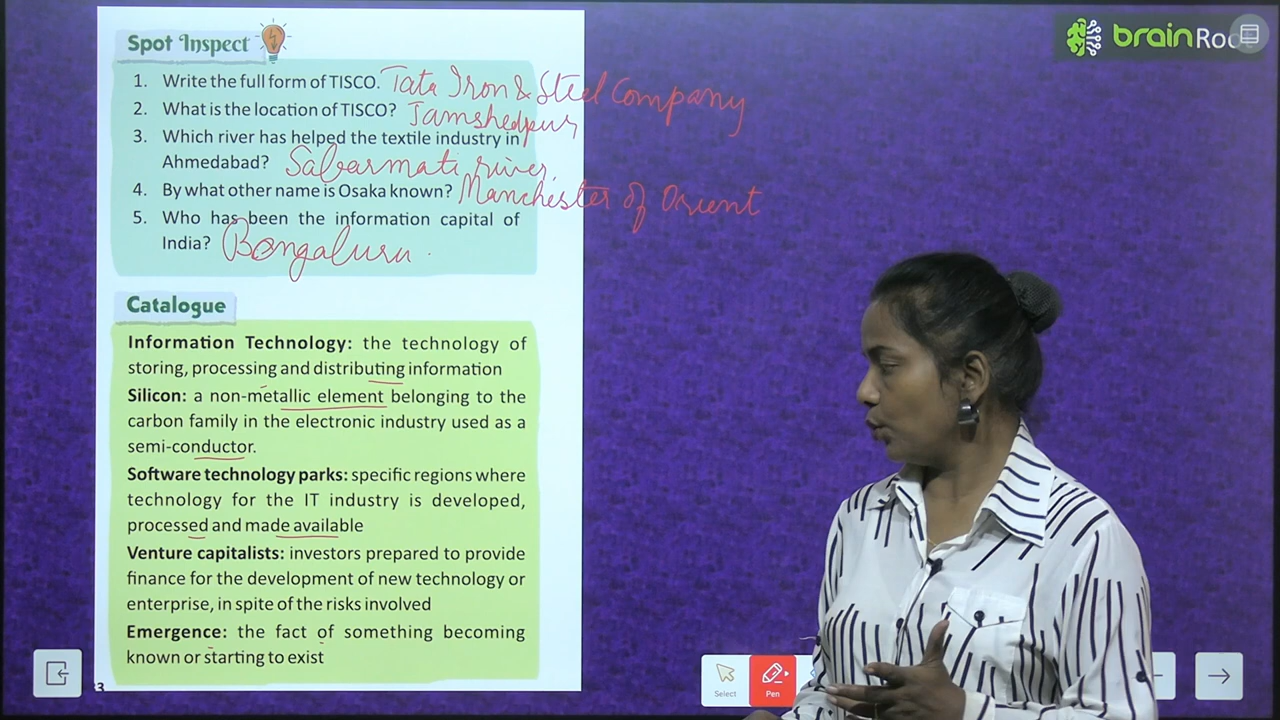 Spot Inspect
brainRoo
1. Write the full form of TISCO. Tata Iron & Steel Company
2. What is the location of TISCO? Jamshedpur
3. Which river has helped the textile industry in
Ahmedabad? Sabarmati river.
4. By what other name is Osaka known? Manchester of Orient
5. Who has been the information capital of
India? Bengaluru.
Catalogue
Information Technology: the technology of
storing, processing and distributing information
Silicon: a non-metallic element belonging to the
carbon family in the electronic industry used as a
semi-conductor.
Software technology parks: specific regions where
technology for the IT industry is developed,
processed and made available
Venture capitalists: investors prepared to provide
finance for the development of new technology or
enterprise, in spite of the risks involved
Emergence: the fact of something becoming
known or starting to exist
3
Select
Pen